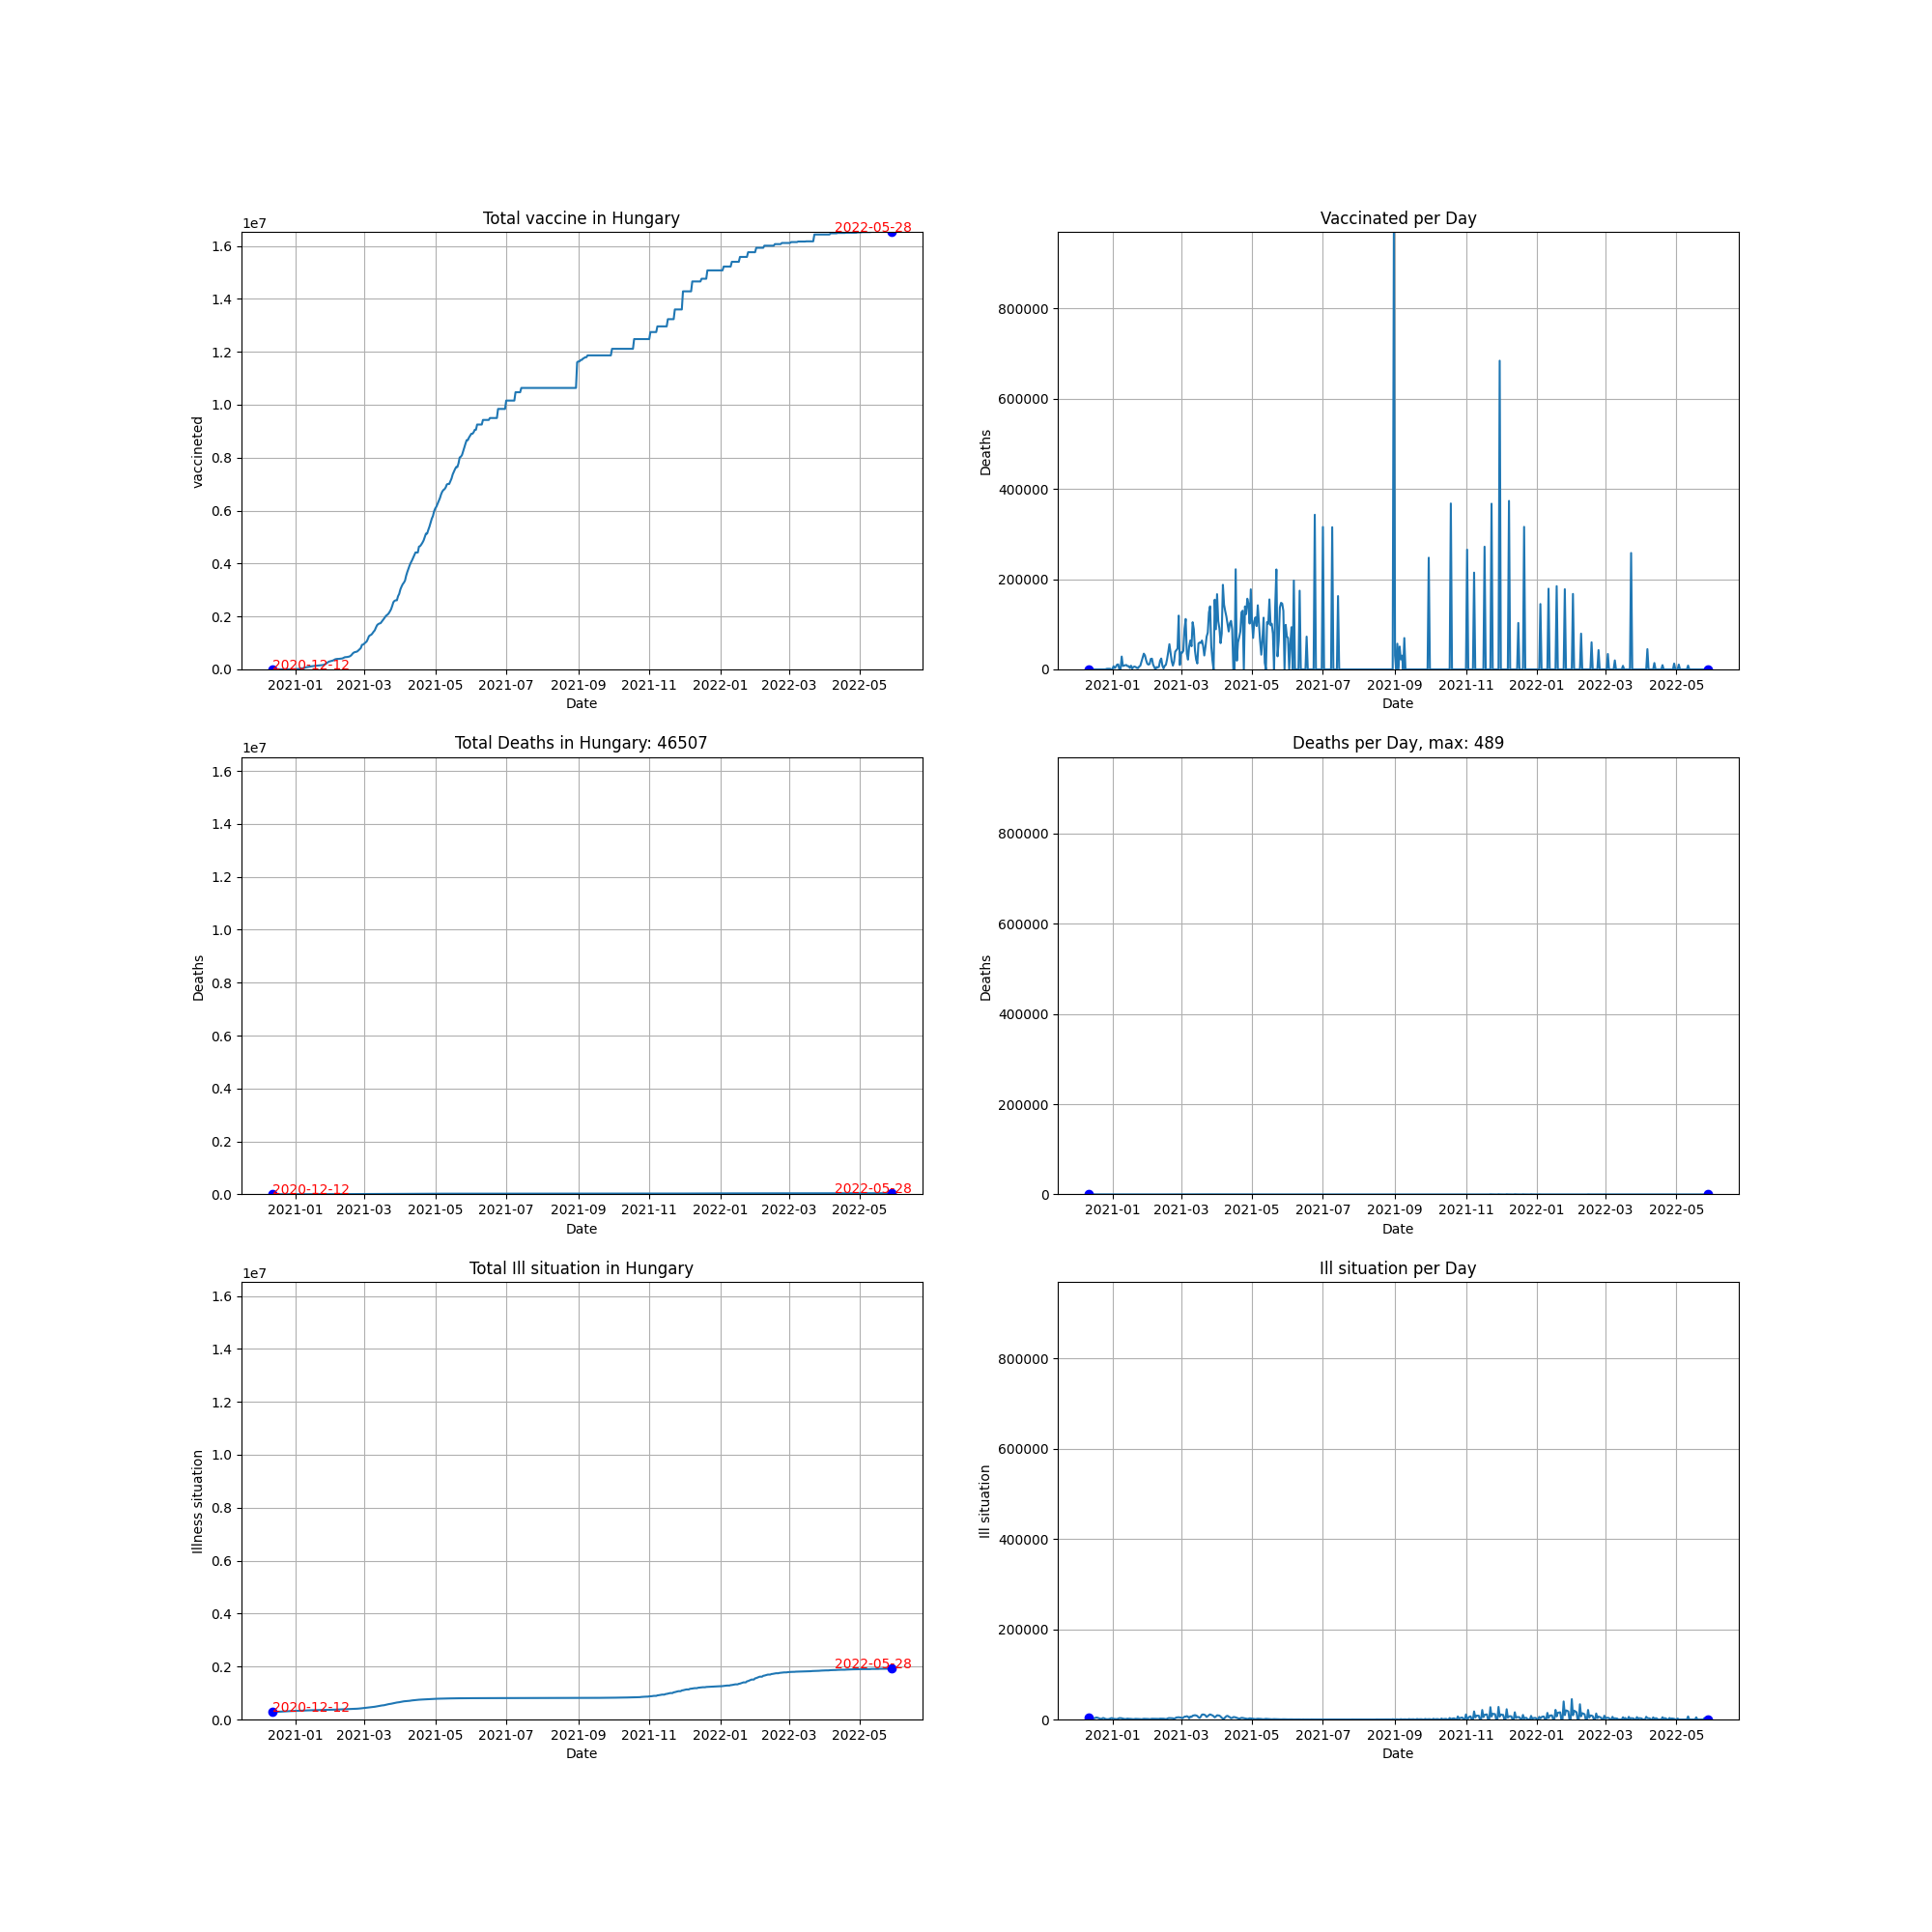 Total vaccine in Hungary
1e7
2022-05-28
1.6
1.4
1.2
1.0
0.8
0.6
0.4
0.2
0.0
vaccineted
2020-12-12
2021-01 2021-03 2021-05 2021-07 2021-09 2021-11 2022-01 2022-03 2022-05
Date
Vaccinated per Day
800000
600000
400000
200000
0
Deaths
2021-01 2021-03 2021-05 2021-07 2021-09 2021-11 2022-01 2022-03 2022-05
Date
Total Deaths in Hungary: 46507
1e7
1.6
1.4
1.2
1.0
0.8
0.6
0.4
0.2
0.0
Deaths
2020-12-12
2022-05-28
2021-01 2021-03 2021-05 2021-07 2021-09 2021-11 2022-01 2022-03 2022-05
Date
Deaths per Day, max: 489
800000
600000
400000
200000
0
Deaths
2021-01 2021-03 2021-05 2021-07 2021-09 2021-11 2022-01 2022-03 2022-05
Date
Total Ill situation in Hungary
1e7
1.6
1.4
1.2
1.0
0.8
0.6
0.4
0.2
0.0
Illness situation
2020-12-12
2022-05-28
2021-01 2021-03 2021-05 2021-07 2021-09 2021-11 2022-01 2022-03 2022-05
Date
Ill situation per Day
800000
600000
400000
200000
0
Ill situation
2021-01 2021-03 2021-05 2021-07 2021-09 2021-11 2022-01 2022-03 2022-05
Date